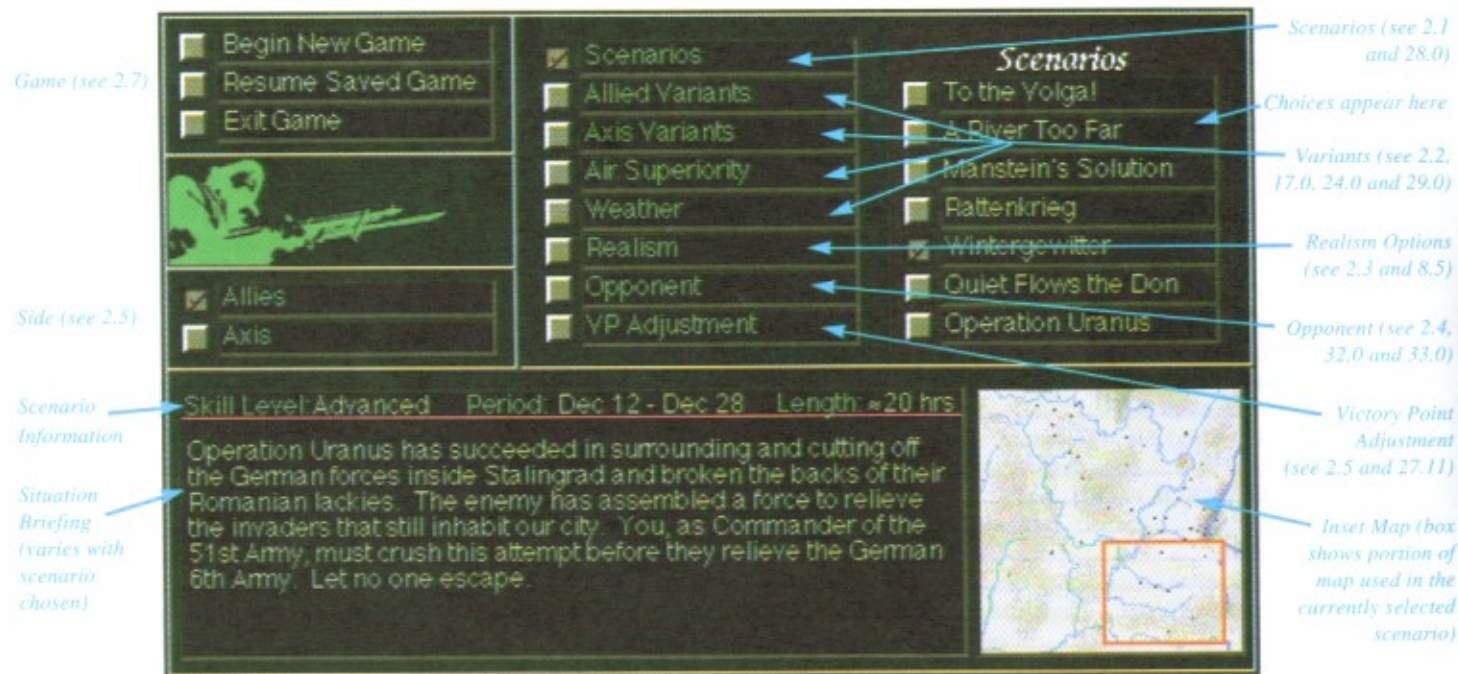 Game (see 2.7)
Side (see 2.5)
Scenario
Information
Situation
Briefing
(varies with
scenario
chosen)
Begin New Game
Resume Saved Game
Exit Game
Allies
Axis
Scenarios
Allied Variants
Axis Variants
Air Superiority
Weather
Realism
Opponent
VP Adjustment
Scenarios
To the Volga!
A River Too Far
Manstein's Solution
Rattenkrieg
Wintergewitter
Quiet Flows the Don
Operation Uranus
Skill Level: Advanced Period: Dec 12 - Dec 28 Length: ≈20 hrs
Operation Uranus has succeeded in surrounding and cutting off
the German forces inside Stalingrad and broken the backs of their
Romanian lackies. The enemy has assembled a force to relieve
the invaders that still inhabit our city. You, as Commander of the
51st Army, must crush this attempt before they relieve the German
6th Army. Let no one escape.
Scenarios (see 2.1
and 28.0)
Choices appear here
Variants (see 2.2,
17.0, 24.0 and 29.0)
Realism Options
(see 2.3 and 8.5)
Opponent (see 2.4,
32.0 and 33.0)
Victory Point
Adjustment
(see 2.5 and 27.11)
Inset Map (box
shows portion of
map used in the
currently selected
scenario)